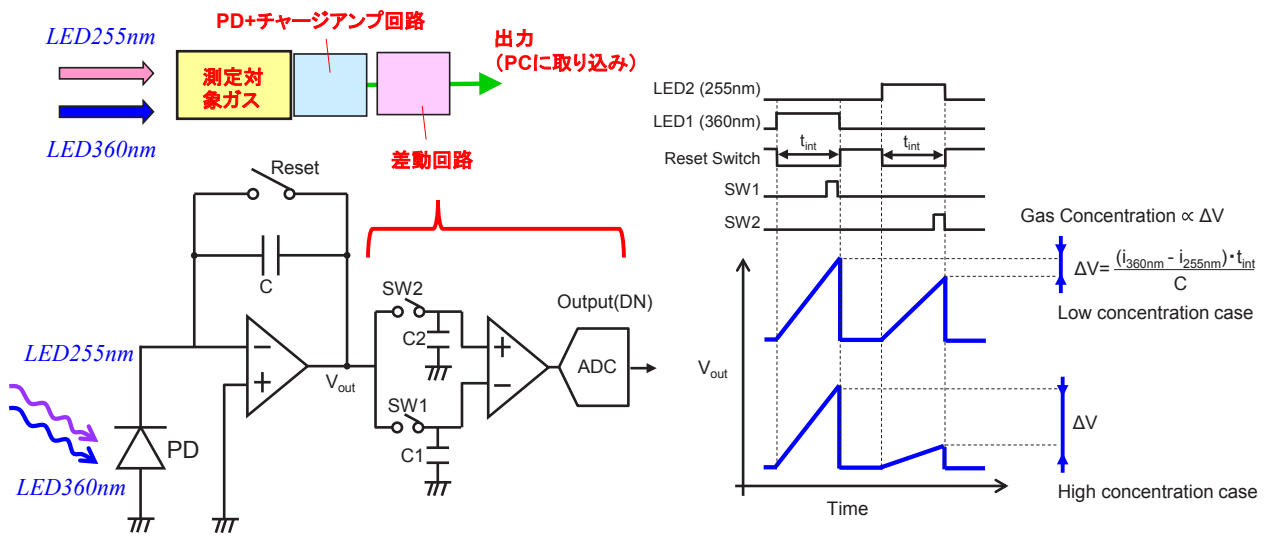 PD+チャージアンプ回路
LED255nm
測定対
象ガス
出力
(PCに取り込み)
LED360nm
差動回路
Reset
C
SW2
C2
Output(DN)
ADC
LED255nm
Vout
SW1
C1
PD
LED360nm
LED2 (255nm)
LED1 (360nm)
tint
tint
Reset Switch
SW1
SW2
Gas Concentration ∝ ΔV
ΔV= (i360nm - i255nm)・tint
C
Low concentration case
Vout
ΔV
High concentration case
Time